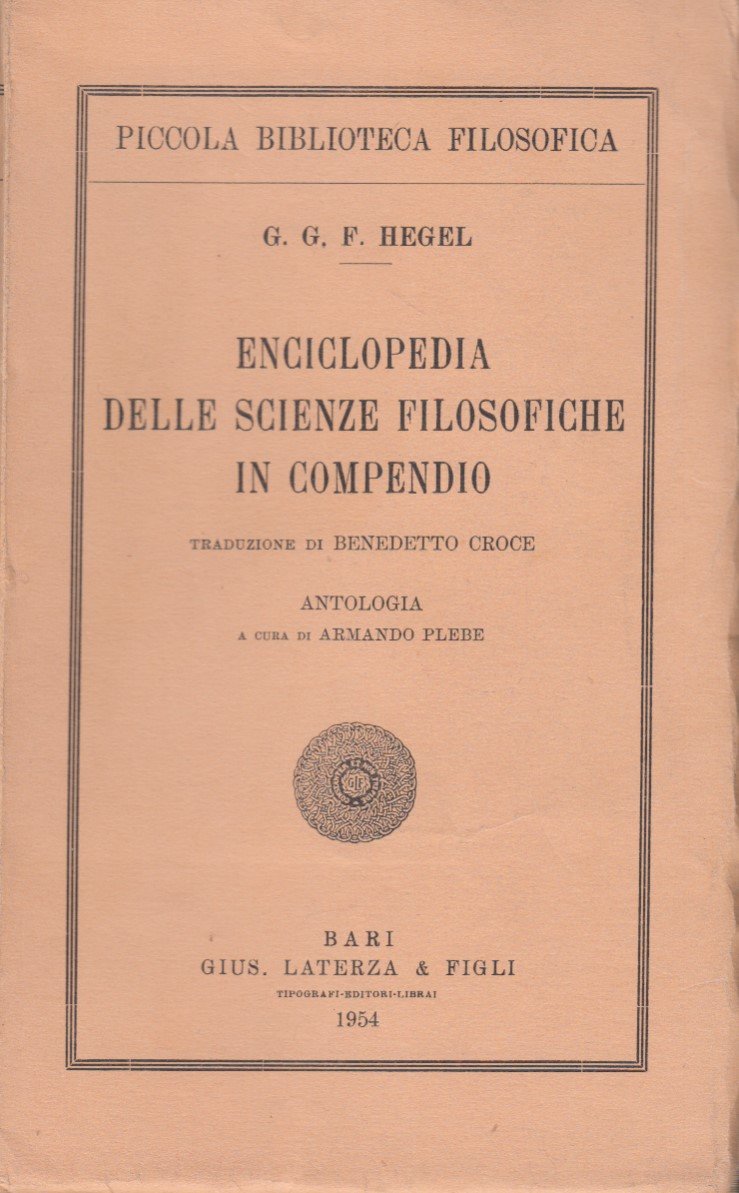 PICCOLA BIBLIOTECA FILOSOFICA
G. G. F. HEGEL
ENCICLOPEDIA
DELLE SCIENZE FILOSOFICHE
IN COMPENDIO
TRADUZIONE DI BENEDETTO CROCE
ANTOLOGIA
A CURA DI ARMANDO PLEBE
BARI
GIUS. LATERZA & FIGLI
TIPOGRAFI-EDITORI-LIBRAI
1954